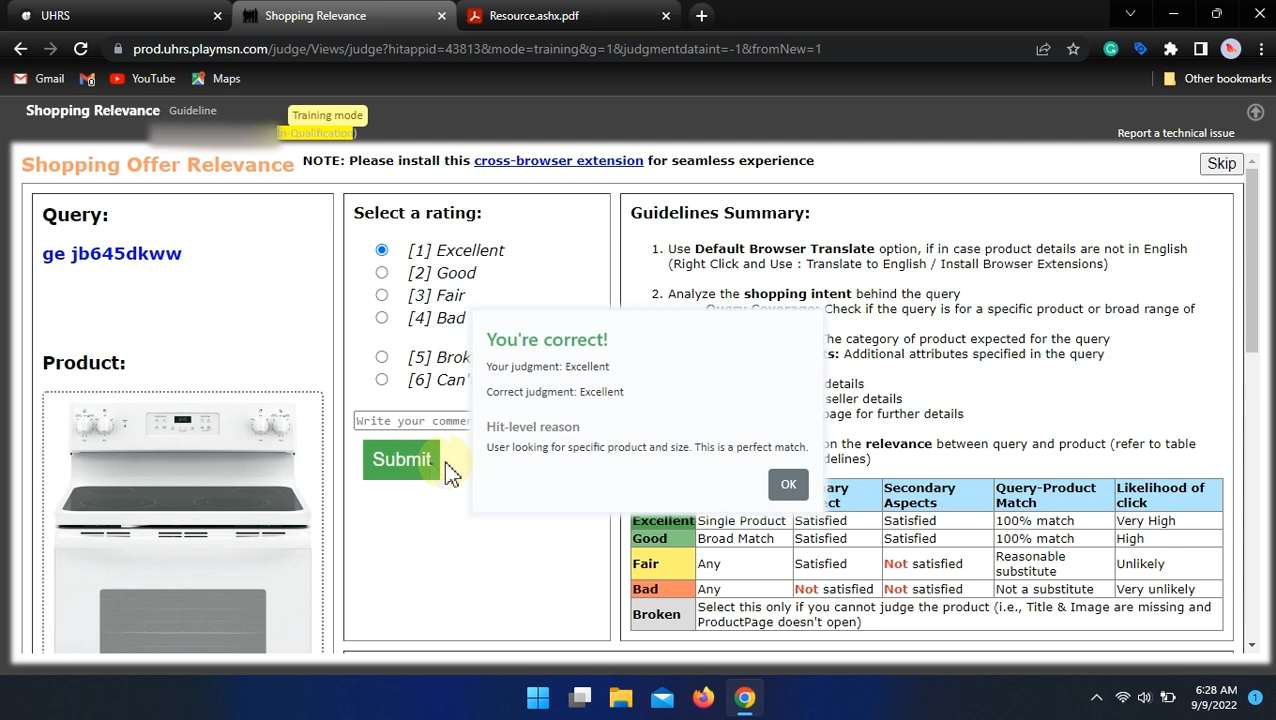 UHRS
Shopping Relevance
Resource.ashx.pdf
prod.uhrs.playmsn.com/judge/Views/judge?hitappid=43813&mode=training&g=1&judgmentdataint=-1&fromNew=1
Gmail
YouTube
Maps
Other bookmarks
Shopping Relevance
Guideline
Training mode
n-Qualification)
Report a technical issue
Shopping Offer Relevance
NOTE: Please install this cross-browser extension for seamless experience
Skip
Query:
ge jb645dkww
Product:
Select a rating:
[1] Excellent
[2] Good
[3] Fair
[4] Bad
[5] Brok
[6] Can'
Write your comme
Submit
Guidelines Summary:
1. Use Default Browser Translate option, if in case product details are not in English
(Right Click and Use : Translate to English / Install Browser Extensions)
2. Analyze the shopping intent behind the query
Query Coverage: Check if the query is for a specific product or broad range of
he category of product expected for the query
ts: Additional attributes specified in the query
details
seller details
page for further details
on the relevance between query and product (refer to table
delines)
You're correct!
Your judgment: Excellent
Correct judgment: Excellent
Hit-level reason
User looking for specific product and size. This is a perfect match.
OK
ary
ect
Secondary
Aspects
Query-Product
Match
Likelihood of
click
Excellent Single Product Satisfied Satisfied 100% match Very High
Good Broad Match Satisfied Satisfied 100% match High
Fair Any Satisfied Not satisfied Reasonable
substitute Unlikely
Bad Any Not satisfied Not satisfied Not a substitute Very unlikely
Broken Select this only if you cannot judge the product (i.e., Title & Image are missing and
ProductPage doesn't open)
6:28 AM
9/9/2022
1